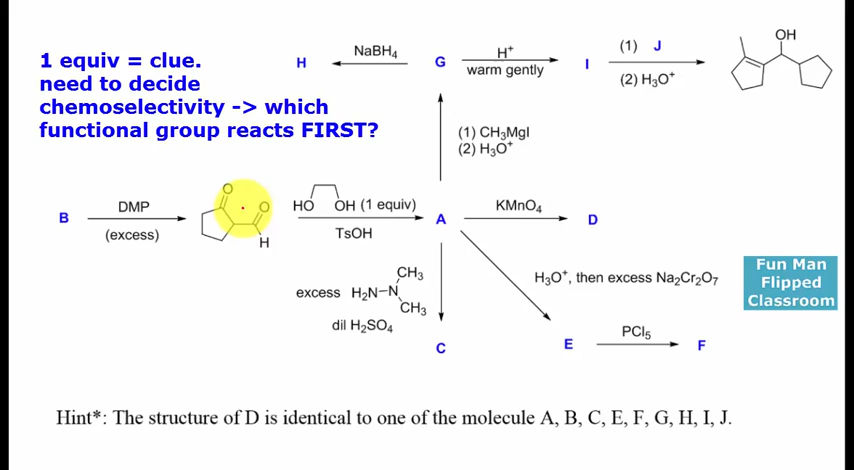 1 equiv = clue.
need to decide
chemoselectivity -> which
functional group reacts FIRST?
H
NaBH₄
G
H⁺
warm gently
I
(1) J
(2) H₃O⁺
OH
(1) CH₃MgI
(2) H₃O⁺
B
DMP
(excess)
O
O
H
HO OH (1 equiv)
TsOH
A
KMnO₄
D
excess H₂N-N
CH₃
CH₃
dil H₂SO₄
C
H₃O⁺, then excess Na₂Cr₂O₇
E
PCl₅
F
Fun Man
Flipped
Classroom
Hint*: The structure of D is identical to one of the molecule A, B, C, E, F, G, H, I, J.